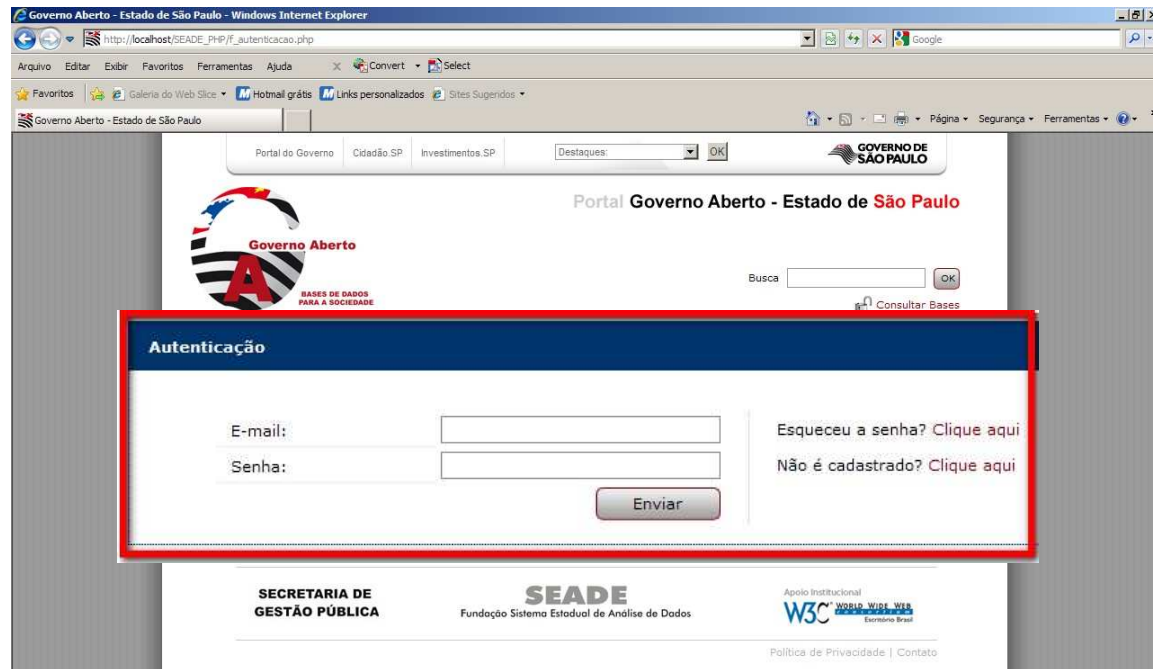 Governo Aberto - Estado de São Paulo - Windows Internet Explorer
http://localhost/SEADE_PHP/f_autenticacao.php
Google
Arquivo Editar Exibir Favoritos Ferramentas Ajuda x Convert Select
Favoritos Galeria do Web Slice Hotmail grátis Links personalizados Sites Sugeridos
Governo Aberto - Estado de São Paulo
Página Segurança Ferramentas
Portal do Governo Cidadão.SP Investimentos.SP Destaques: OK GOVERNO DE
SÃO PAULO
Portal Governo Aberto - Estado de São Paulo
Governo Aberto
A
BASES DE DADOS
PARA A SOCIEDADE
Busca OK
Consultar Bases
Autenticação
E-mail: Esqueceu a senha? Clique aqui
Senha: Não é cadastrado? Clique aqui
Enviar
SECRETARIA DE
GESTÃO PÚBLICA
SEADE
Fundação Sistema Estadual de Análise de Dados
Apoio Institucional
W3C WORLD WIDE WEB
consortium
Escritório Brasil
Política de Privacidade | Contato